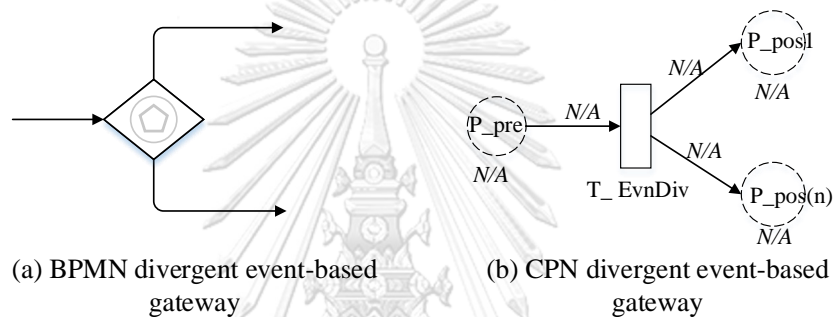 P_pos1
N/A
N/A
N/A
P_pre
N/A
N/A
T_ EvnDiv
P_pos(n)
N/A
(a) BPMN divergent event-based
gateway
(b) CPN divergent event-based
gateway